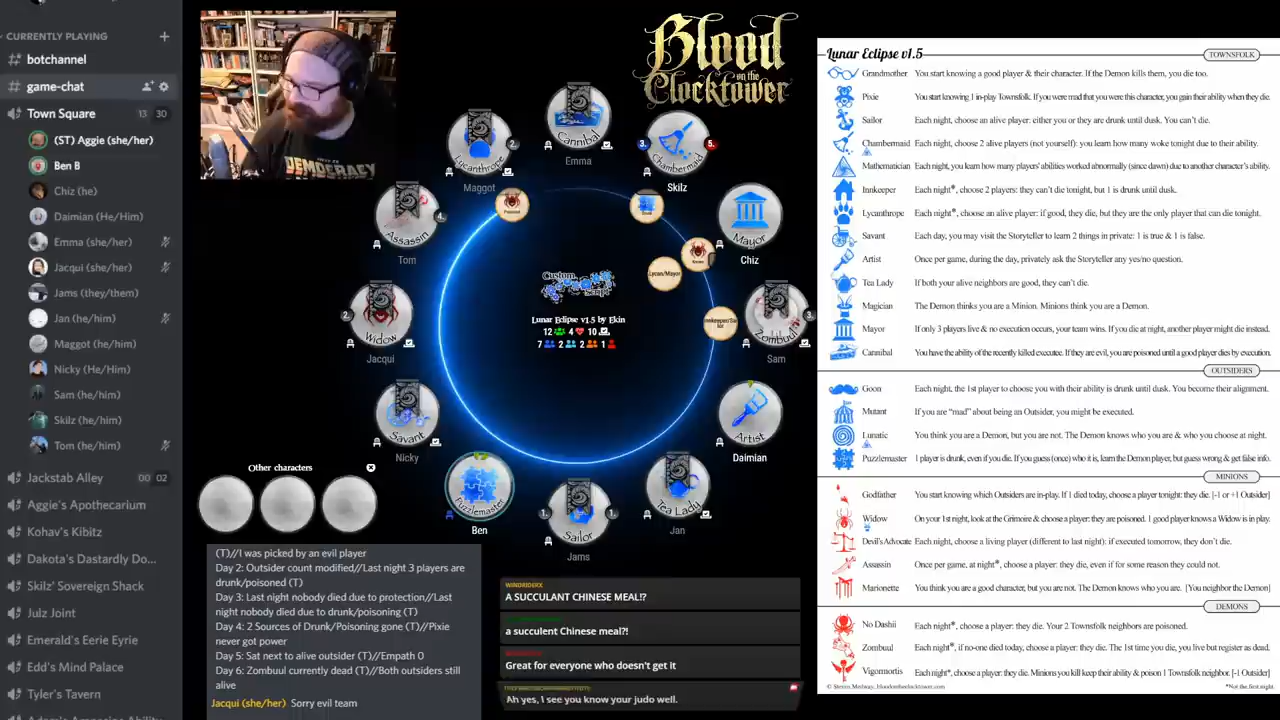 CURRENTLY PLAYING
botc-tutorial
game-chat
Town Square 13 30
(ST) Aggie (she/her)
Ben B
Chiz (he)
Daimian (He/Him)
Emma (she/her)
Jacqui (she/her)
Jams (they/them)
Jan (he/him)
Maggot (he/him)
Nicky (He/Him)
Sam (he/him)
Skilz (he/him)
Tom (he/him)
Jackstab Alley 00 02
Aggie's Aggravatorium
Dakota's Dastardly Do...
Skilz' Sovereign Shack
Julz Joint
Emerald's Eerie Eyrie
Edd's Mind Palace
Tyler's Tavern
Blood
on the
Clocktower
Cannibal
Emma
Lycanthrope
Maggot
Chambermaid
Skilz
Assassin
Tom
Mayor
Chiz
Widow
Jacqui
Zombuul
Sam
Savant
Nicky
Artist
Daimian
Puzzlemaster
Ben
Sailor
Jams
Tea Lady
Jan
Lycan/Mayor
Custom
Script
Lunar Eclipse v1.5 by Ekin
12 4 10
7 2 2 1
Other characters
(T)//I was picked by an evil player
Day 2: Outsider count modified//Last night 3 players are
drunk/poisoned (T)
Day 3: Last night nobody died due to protection//Last
night nobody died due to drunk/poisoning (T)
Day 4: 2 Sources of Drunk/Poisoning gone (T)//Pixie
never got power
Day 5: Sat next to alive outsider (T)//Empath 0
Day 6: Zombuul currently dead (T)//Both outsiders still
alive
Jacqui (she/her) Sorry evil team
WINDRIDERX
A SUCCULANT CHINESE MEAL!?
a succulent Chinese meal?!
Great for everyone who doesn't get it
Ah yes, I see you know your judo well.
Lunar Eclipse v1.5
TOWNSFOLK
Grandmother You start knowing a good player & their character. If the Demon kills them, you die too.
Pixie You start knowing 1 in-play Townsfolk. If you were mad that you were this character, you gain their ability when they die.
Sailor Each night, choose an alive player: either you or they are drunk until dusk. You can't die.
Chambermaid Each night, choose 2 alive players (not yourself): you learn how many woke tonight due to their ability.
Mathematician Each night, you learn how many players' abilities worked abnormally (since dawn) due to another character's ability.
Innkeeper Each night*, choose 2 players: they can't die tonight, but 1 is drunk until dusk.
Lycanthrope Each night*, choose an alive player: if good, they die, but they are the only player that can die tonight.
Savant Each day, you may visit the Storyteller to learn 2 things in private: 1 is true & 1 is false.
Artist Once per game, during the day, privately ask the Storyteller any yes/no question.
Tea Lady If both your alive neighbors are good, they can't die.
Magician The Demon thinks you are a Minion. Minions think you are a Demon.
Mayor If only 3 players live & no execution occurs, your team wins. If you die at night, another player might die instead.
Cannibal You have the ability of the recently killed executee. If they are evil, you are poisoned until a good player dies by execution.
OUTSIDERS
Goon Each night, the 1st player to choose you with their ability is drunk until dusk. You become their alignment.
Mutant If you are "mad" about being an Outsider, you might be executed.
Lunatic You think you are a Demon, but you are not. The Demon knows who you are & who you choose at night.
Puzzlemaster 1 player is drunk, even if you die. If you guess (once) who it is, learn the Demon player, but guess wrong & get false info.
MINIONS
Godfather You start knowing which Outsiders are in-play. If 1 died today, choose a player tonight: they die. [-1 or +1 Outsider]
Widow On your 1st night, look at the Grimoire & choose a player: they are poisoned. 1 good player knows a Widow is in play.
Devil's Advocate Each night, choose a living player (different to last night): if executed tomorrow, they don't die.
Assassin Once per game, at night*, choose a player: they die, even if for some reason they could not.
Marionette You think you are a good character, but you are not. The Demon knows who you are. [You neighbor the Demon]
DEMONS
No Dashii Each night*, choose a player: they die. Your 2 Townsfolk neighbors are poisoned.
Zombuul Each night*, if no-one died today, choose a player: they die. The 1st time you die, you live but register as dead.
Vigormortis Each night*, choose a player: they die. Minions you kill keep their ability & poison 1 Townsfolk neighbor. [-1 Outsider]
*Not the first night